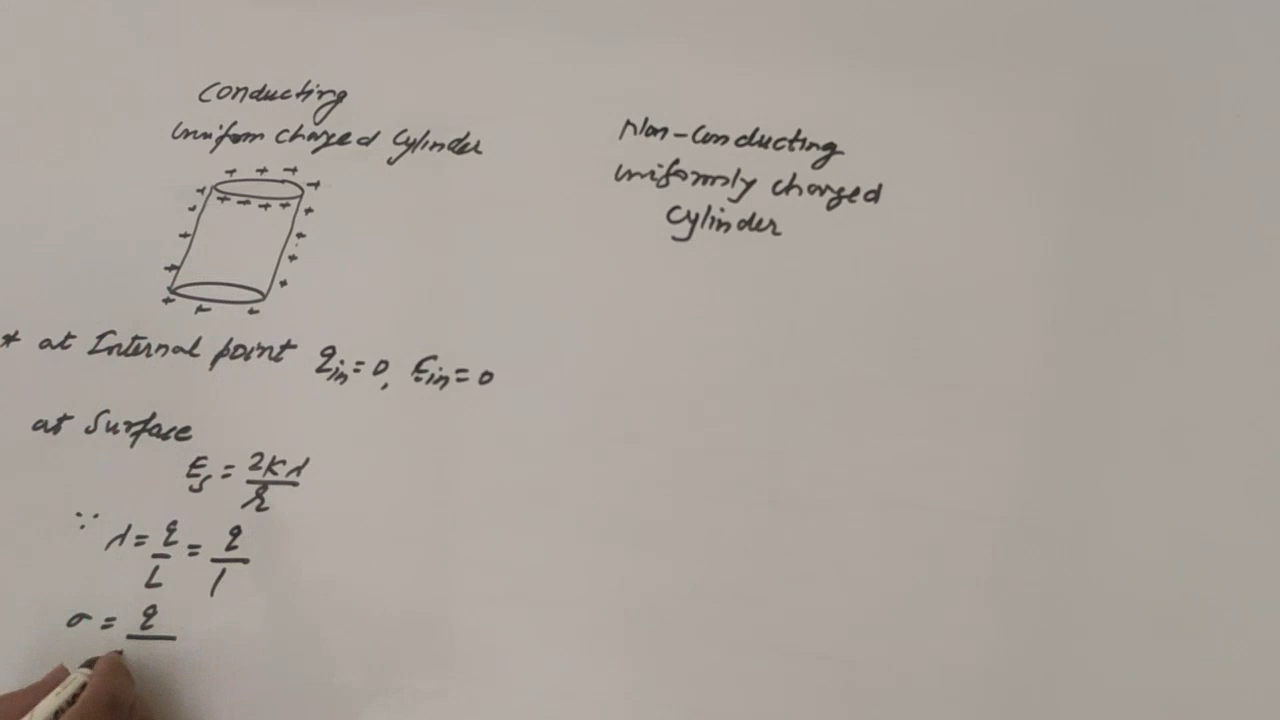 Conducting
Uniform charged Cylinder
Non-Conducting
uniformly charged
Cylinder
* at Internal point q_in = 0, E_in = 0
at Surface
E_s = 2Kλ/r
∵ λ = q/L = q/1
σ = q/